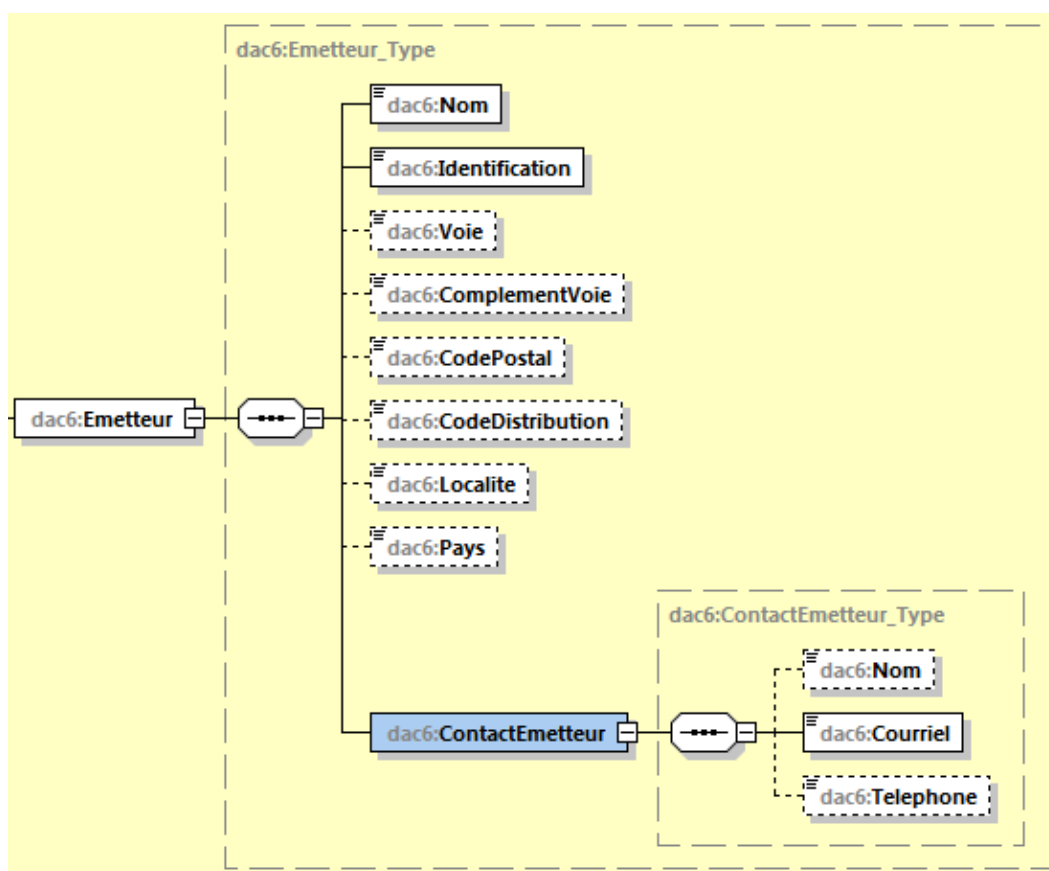 dac6:Emetteur_Type
dac6:Nom
dac6:Identification
dac6:Voie
dac6:ComplementVoie
dac6:CodePostal
dac6:Emetteur
dac6:CodeDistribution
dac6:Localite
dac6:Pays
dac6:ContactEmetteur_Type
dac6:Nom
dac6:ContactEmetteur
dac6:Courriel
dac6:Telephone